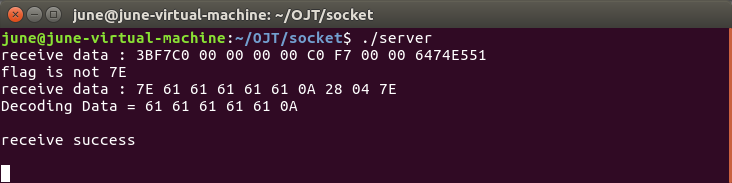 june@june-virtual-machine: ~/OJT/socket
june@june-virtual-machine:~/OJT/socket$ ./server
receive data : 3BF7C0 00 00 00 00 C0 F7 00 00 6474E551
flag is not 7E
receive data : 7E 61 61 61 61 61 0A 28 04 7E
Decoding Data = 61 61 61 61 61 0A
receive success